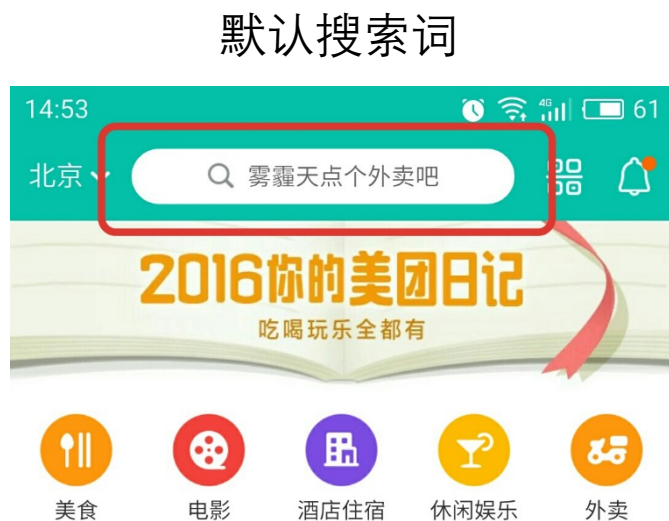 默认搜索词
14:53 4G 61
北京 雾霾天点个外卖吧
2016你的美团日记
吃喝玩乐全都有
美食 电影 酒店住宿 休闲娱乐 外卖